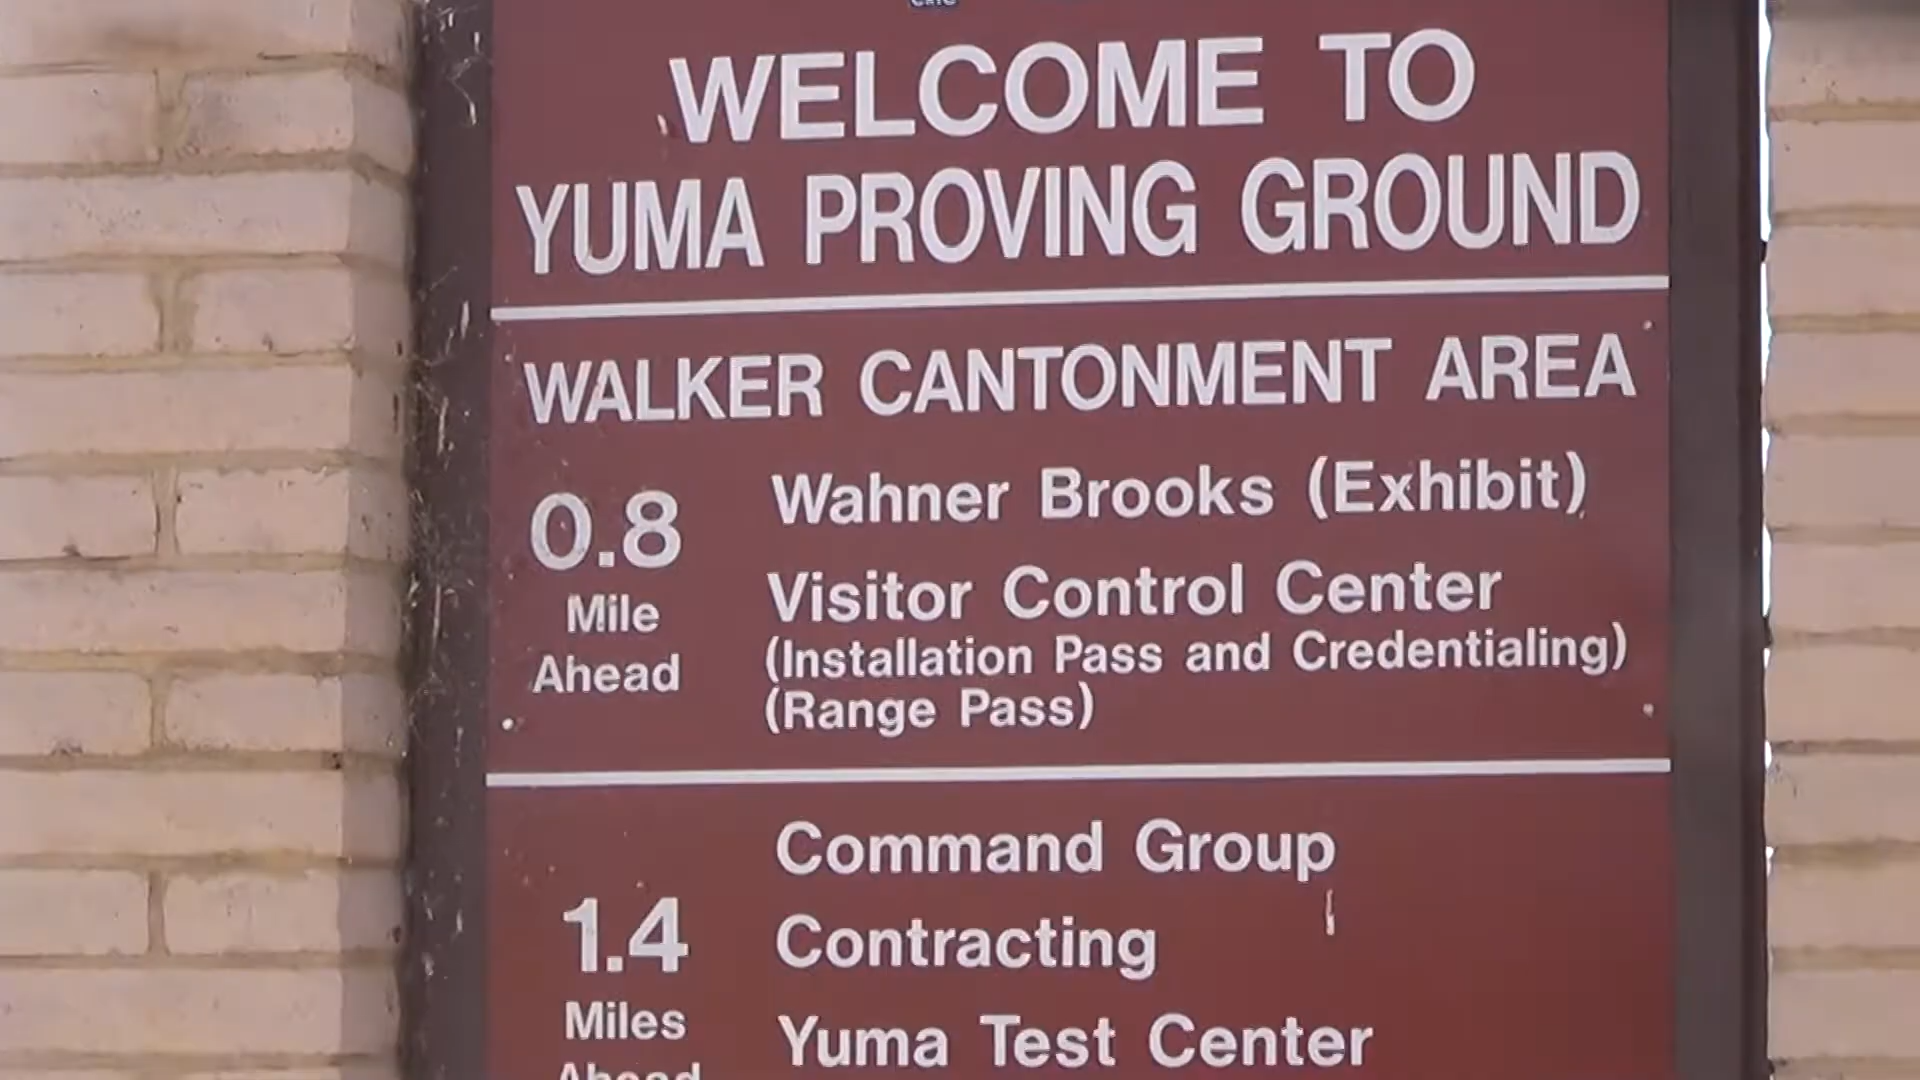 WELCOME TO
YUMA PROVING GROUND
WALKER CANTONMENT AREA
0.8
Mile
Ahead
Wahner Brooks (Exhibit)
Visitor Control Center
(Installation Pass and Credentialing)
(Range Pass)
1.4
Miles
Ahead
Command Group
Contracting
Yuma Test Center